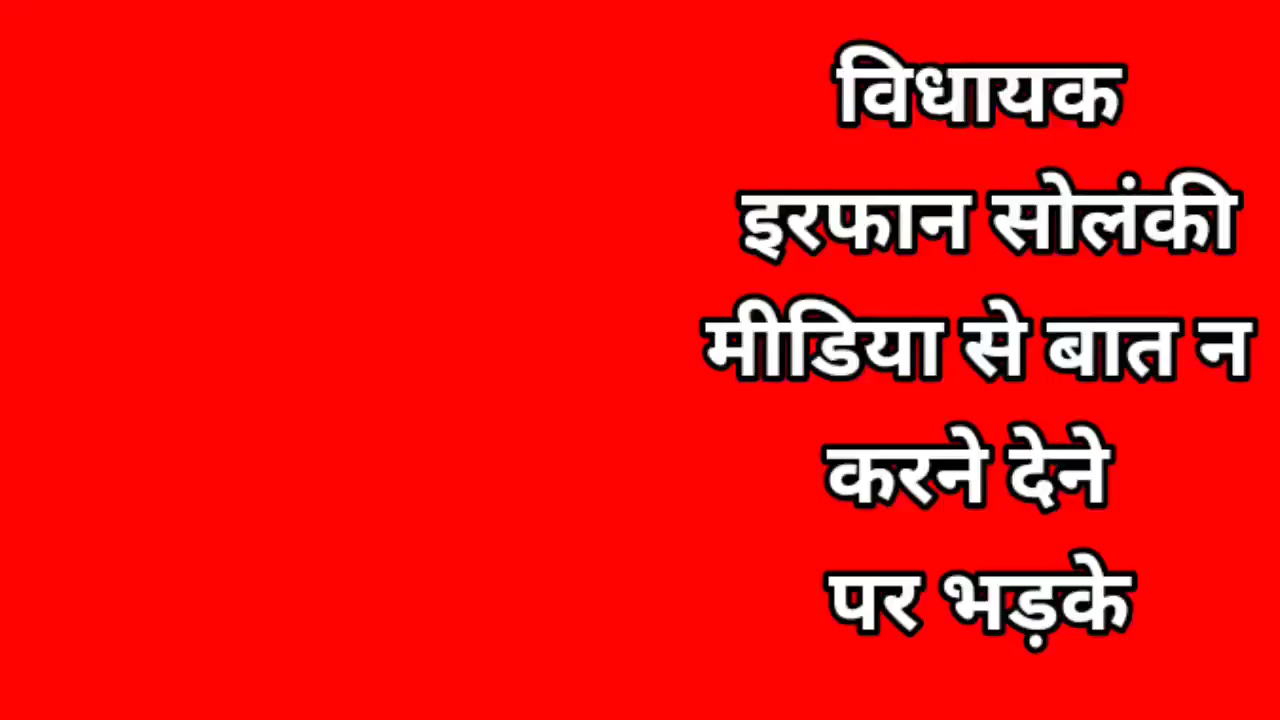 विधायक
इरफान सोलंकी
मीडिया से बात न
करने देने
पर भड़के